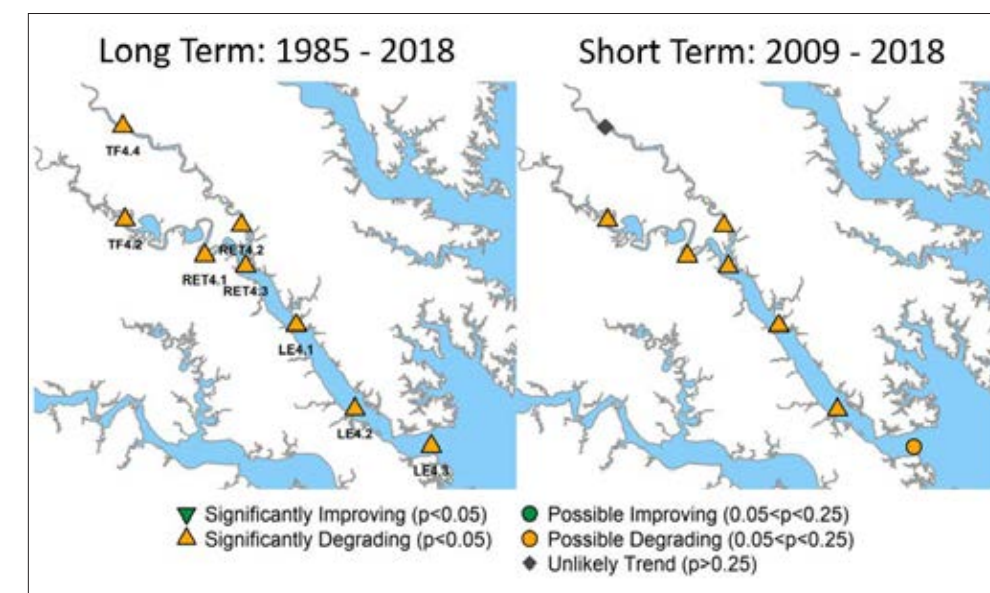 Long Term: 1985 - 2018
Short Term: 2009 - 2018
TF4.4
TF4.2
RET4.2
RET4.1
RET4.3
LE4.1
LE4.2
LE4.3
Significantly Improving (p<0.05)
Possible Improving (0.05<p<0.25)
Significantly Degrading (p<0.05)
Possible Degrading (0.05<p<0.25)
Unlikely Trend (p>0.25)